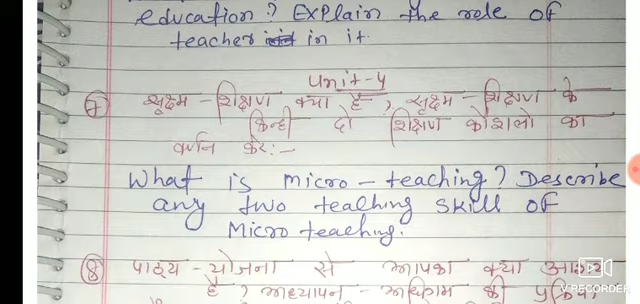 education? Explain the role of
teacher in it.
Unit-4
⑦ सूक्ष्म - शिक्षण क्या है, सूक्ष्म - शिक्षण के
किन्ही दो शिक्षण कौशलो का
वर्णन करे:-
What is micro-teaching? Describe
any two teaching skill of
Micro teaching.
⑧ पाठ्य - योजना से आपका क्या आशय
है? अध्यापन - अधिगम की
V.RECORDER